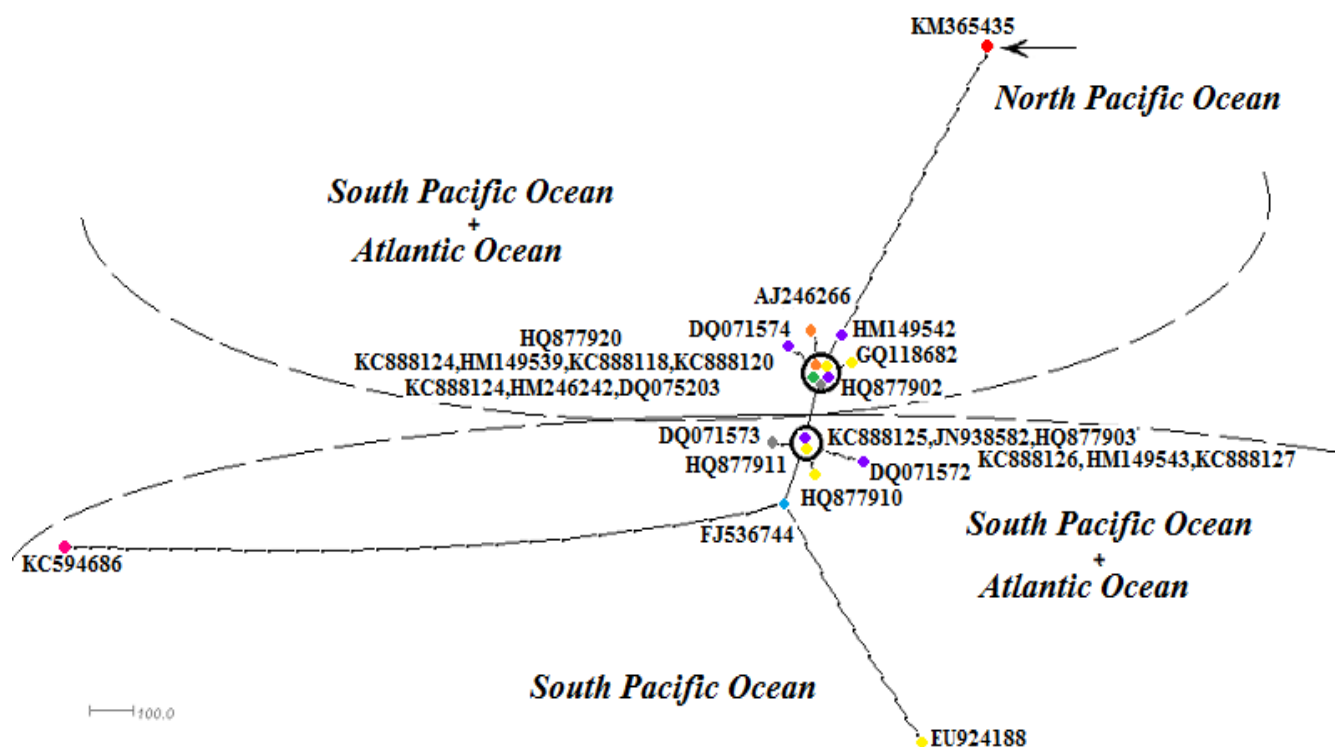 KM365435
North Pacific Ocean
South Pacific Ocean
+
Atlantic Ocean
AJ246266
DQ071574
HM149542
HQ877920
GQ118682
KC888124,HM149539,KC888118,KC888120
KC888124,HM246242,DQ075203
HQ877902
DQ071573
KC888125,JN938582,HQ877903
HQ877911
KC888126,HM149543,KC888127
DQ071572
HQ877910
FJ536744
South Pacific Ocean
+
Atlantic Ocean
KC594686
South Pacific Ocean
100.0
EU924188